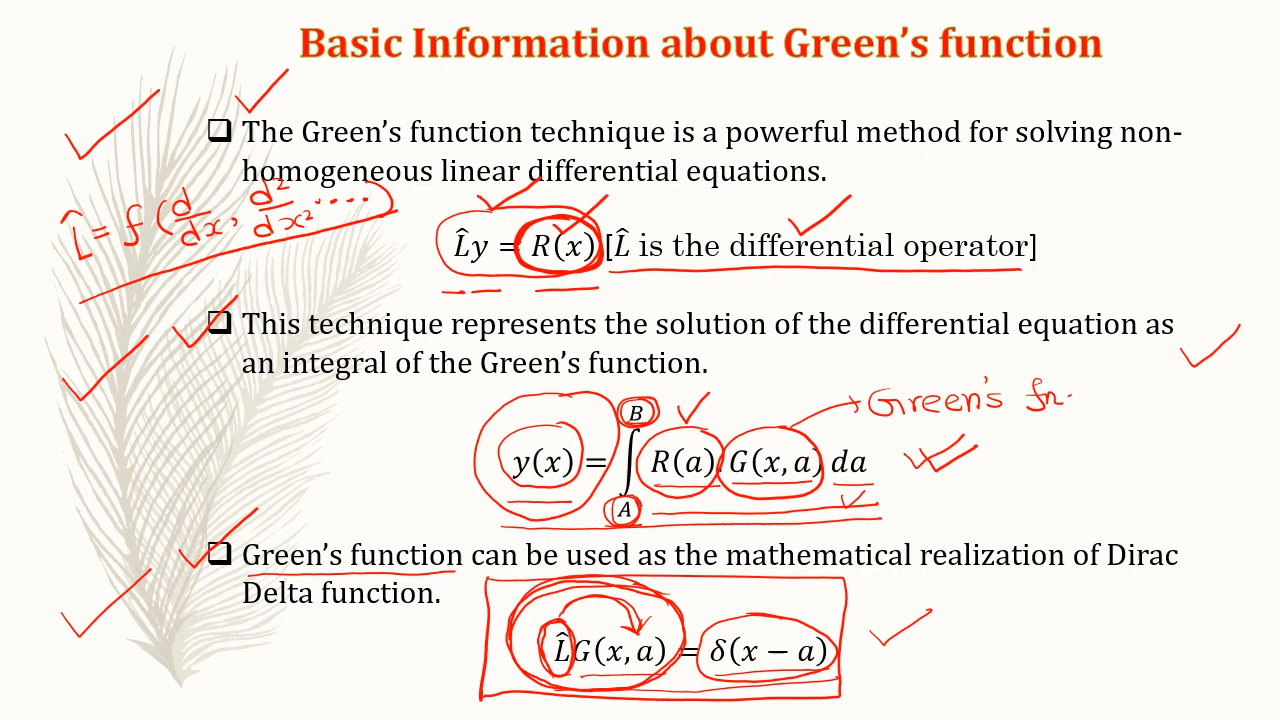 Basic Information about Green's function
❑ The Green's function technique is a powerful method for solving non-
homogeneous linear differential equations.
L̂ = f (d/dx, d²/dx² ....)
L̂y = R(x) [L̂ is the differential operator]
❑ This technique represents the solution of the differential equation as
an integral of the Green's function.
Green's fn.
y(x) = ∫_A^B R(a) G(x, a) da
❑ Green's function can be used as the mathematical realization of Dirac
Delta function.
L̂G(x, a) = δ(x − a)